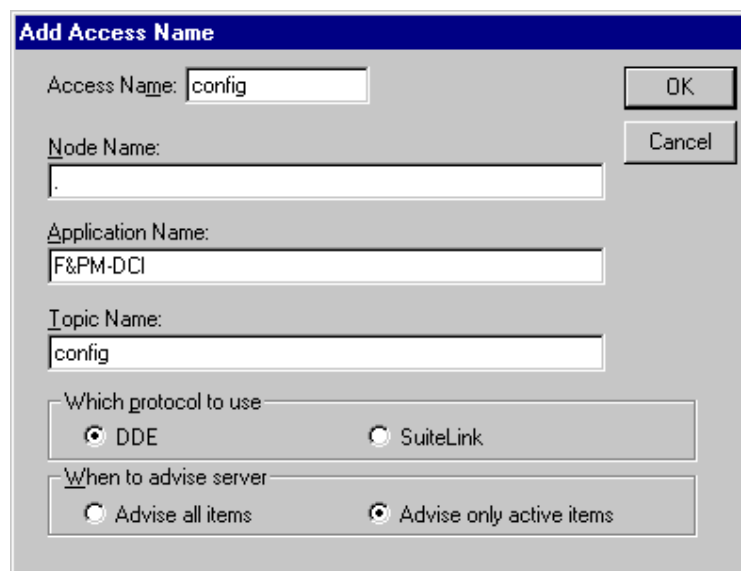 Add Access Name
Access Name: config
OK
Cancel
Node Name:
.
Application Name:
F&PM-DCI
Topic Name:
config
Which protocol to use
DDE SuiteLink
When to advise server
Advise all items Advise only active items